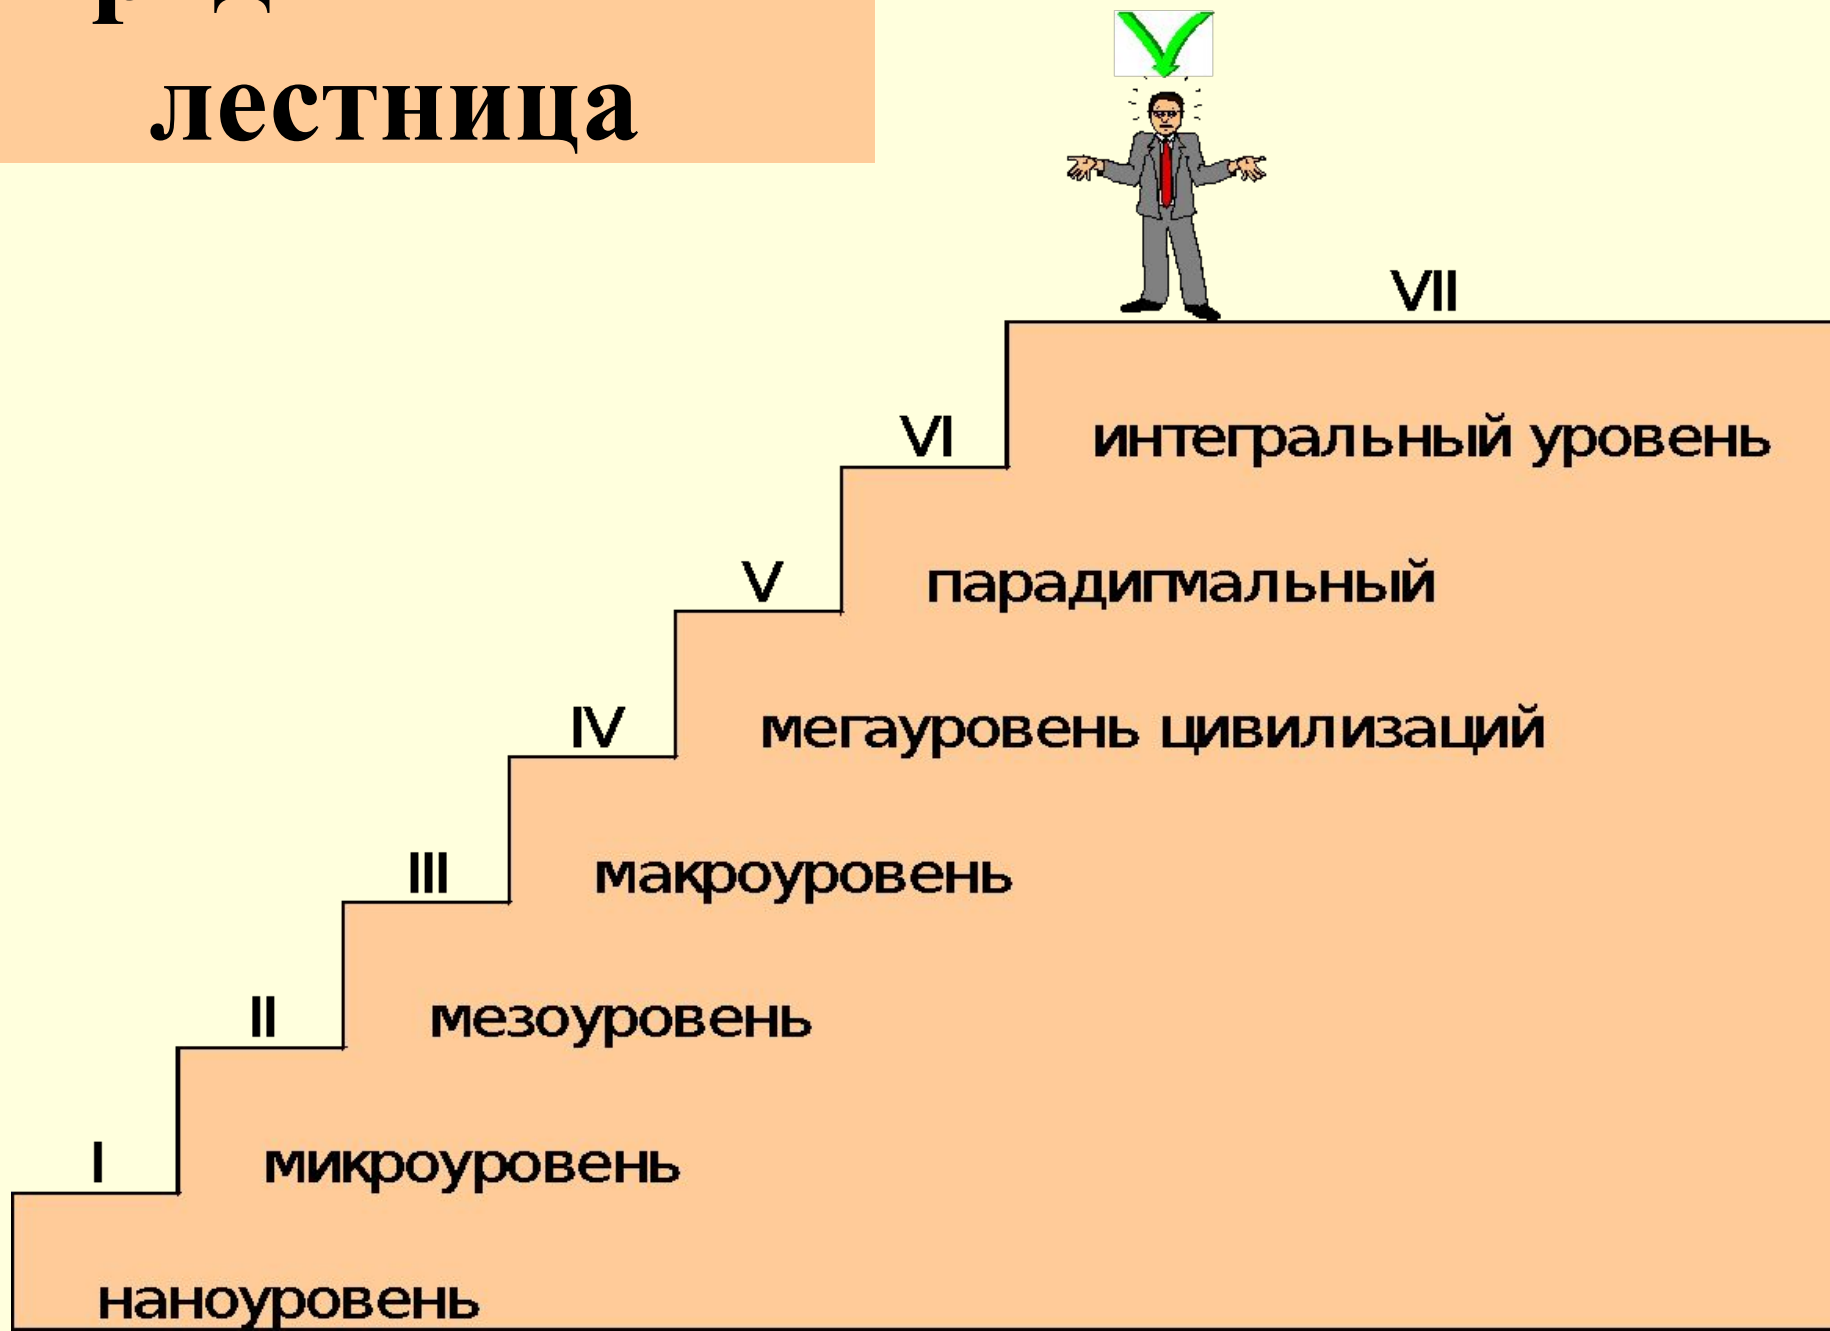 лестница
VII
интегральный уровень
VI
парадигмальный
V
мегауровень цивилизаций
IV
макроуровень
III
мезоуровень
II
микроуровень
I
наноуровень